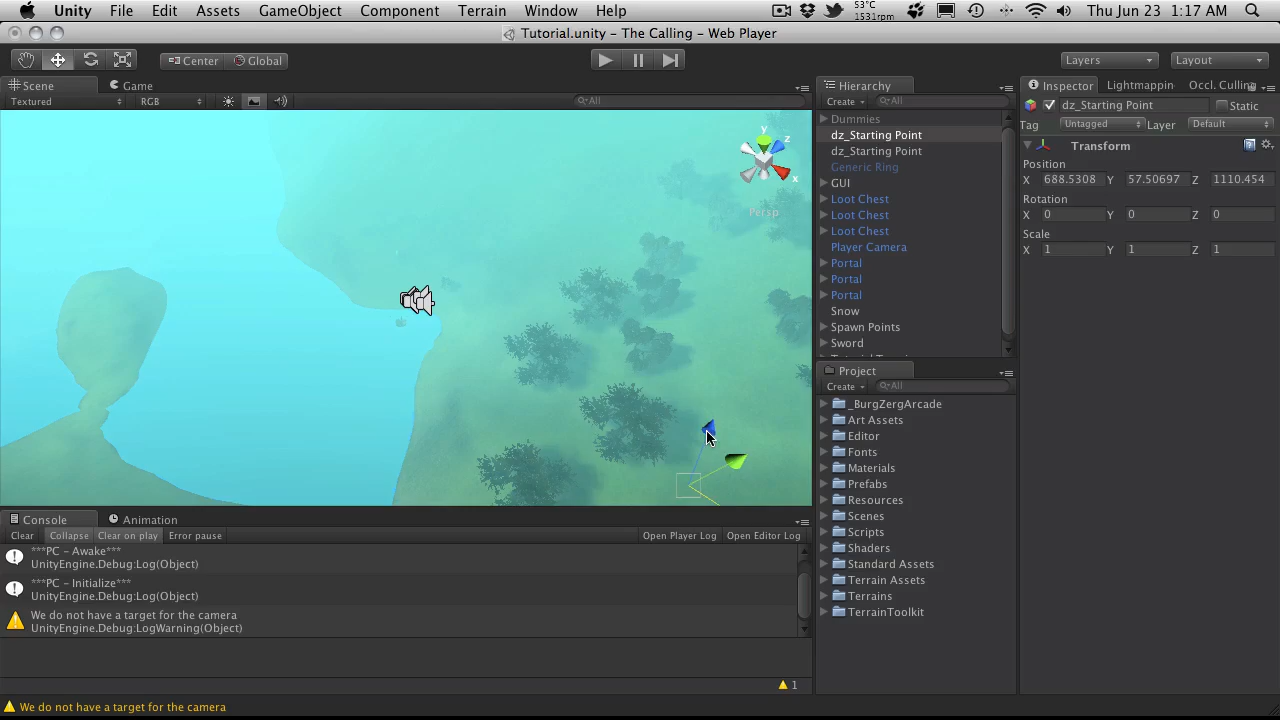 Unity File Edit Assets GameObject Component Terrain Window Help 53°C 1531rpm Thu Jun 23 1:17 AM
Tutorial.unity - The Calling - Web Player
Center Global Layers Layout
Scene Game
Textured RGB All
y z x
Persp
Hierarchy
Create All
Dummies
dz_Starting Point
dz_Starting Point
Generic Ring
GUI
Loot Chest
Loot Chest
Loot Chest
Player Camera
Portal
Portal
Portal
Snow
Spawn Points
Sword
Project
Create All
_BurgZergArcade
Art Assets
Editor
Fonts
Materials
Prefabs
Resources
Scenes
Scripts
Shaders
Standard Assets
Terrain Assets
Terrains
TerrainToolkit
Inspector Lightmappin Occl. Culling
dz_Starting Point Static
Tag Untagged Layer Default
Transform
Position
X 688.5308 Y 57.50697 Z 1110.454
Rotation
X 0 Y 0 Z 0
Scale
X 1 Y 1 Z 1
Console Animation
Clear Collapse Clear on play Error pause Open Player Log Open Editor Log
***PC - Awake***
UnityEngine.Debug:Log(Object)
***PC - Initialize***
UnityEngine.Debug:Log(Object)
We do not have a target for the camera
UnityEngine.Debug:LogWarning(Object)
1
We do not have a target for the camera